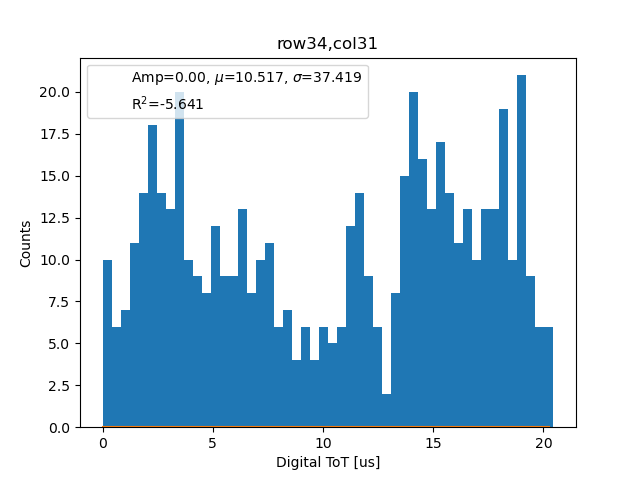 row34,col31
Amp=0.00, μ=10.517, σ=37.419
R²=-5.641
20.0
17.5
15.0
12.5
10.0
7.5
5.0
2.5
0.0
Counts
0 5 10 15 20
Digital ToT [us]